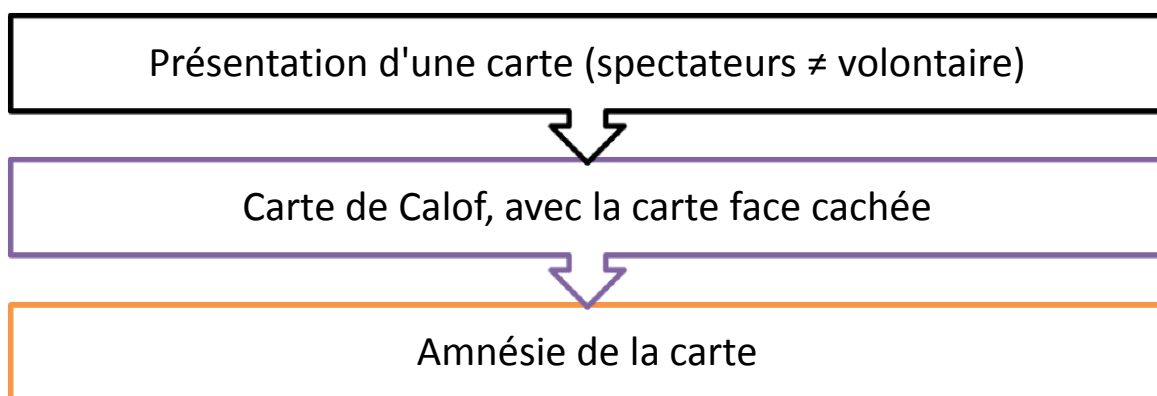 Présentation d'une carte (spectateurs ≠ volontaire)
Carte de Calof, avec la carte face cachée
Amnésie de la carte